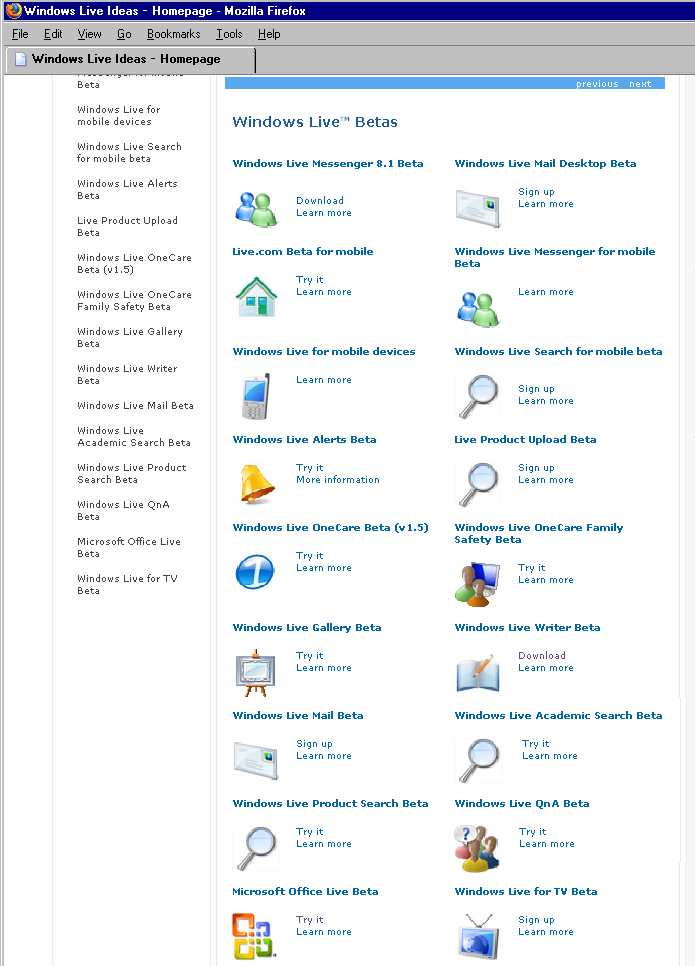 Windows Live Ideas - Homepage - Mozilla Firefox
File Edit View Go Bookmarks Tools Help
Windows Live Ideas - Homepage
Messenger for mobile
Beta
Windows Live for
mobile devices
Windows Live Search
for mobile beta
Windows Live Alerts
Beta
Live Product Upload
Beta
Windows Live OneCare
Beta (v1.5)
Windows Live OneCare
Family Safety Beta
Windows Live Gallery
Beta
Windows Live Writer
Beta
Windows Live Mail Beta
Windows Live
Academic Search Beta
Windows Live Product
Search Beta
Windows Live QnA
Beta
Microsoft Office Live
Beta
Windows Live for TV
Beta
previous next
Windows Live™ Betas
Windows Live Messenger 8.1 Beta
Download
Learn more
Windows Live Mail Desktop Beta
Sign up
Learn more
Live.com Beta for mobile
Try it
Learn more
Windows Live Messenger for mobile
Beta
Learn more
Windows Live for mobile devices
Learn more
Windows Live Search for mobile beta
Sign up
Learn more
Windows Live Alerts Beta
Try it
More information
Live Product Upload Beta
Sign up
Learn more
Windows Live OneCare Beta (v1.5)
Try it
Learn more
Windows Live OneCare Family
Safety Beta
Try it
Learn more
Windows Live Gallery Beta
Try it
Learn more
Windows Live Writer Beta
Download
Learn more
Windows Live Mail Beta
Sign up
Learn more
Windows Live Academic Search Beta
Try it
Learn more
Windows Live Product Search Beta
Try it
Learn more
Windows Live QnA Beta
Try it
Learn more
Microsoft Office Live Beta
Try it
Learn more
Windows Live for TV Beta
Sign up
Learn more